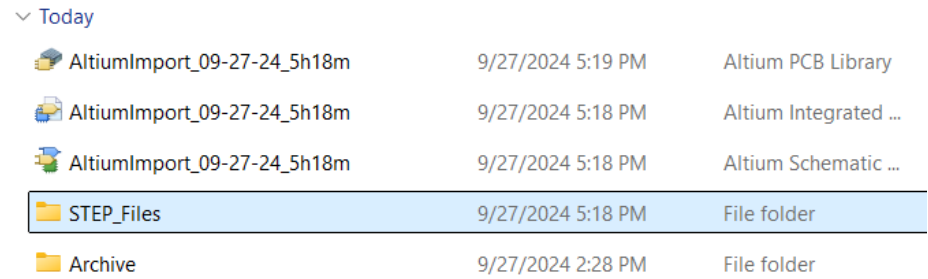 Today
AltiumImport_09-27-24_5h18m 9/27/2024 5:19 PM Altium PCB Library
AltiumImport_09-27-24_5h18m 9/27/2024 5:18 PM Altium Integrated ...
AltiumImport_09-27-24_5h18m 9/27/2024 5:18 PM Altium Schematic ...
STEP_Files 9/27/2024 5:18 PM File folder
Archive 9/27/2024 2:28 PM File folder